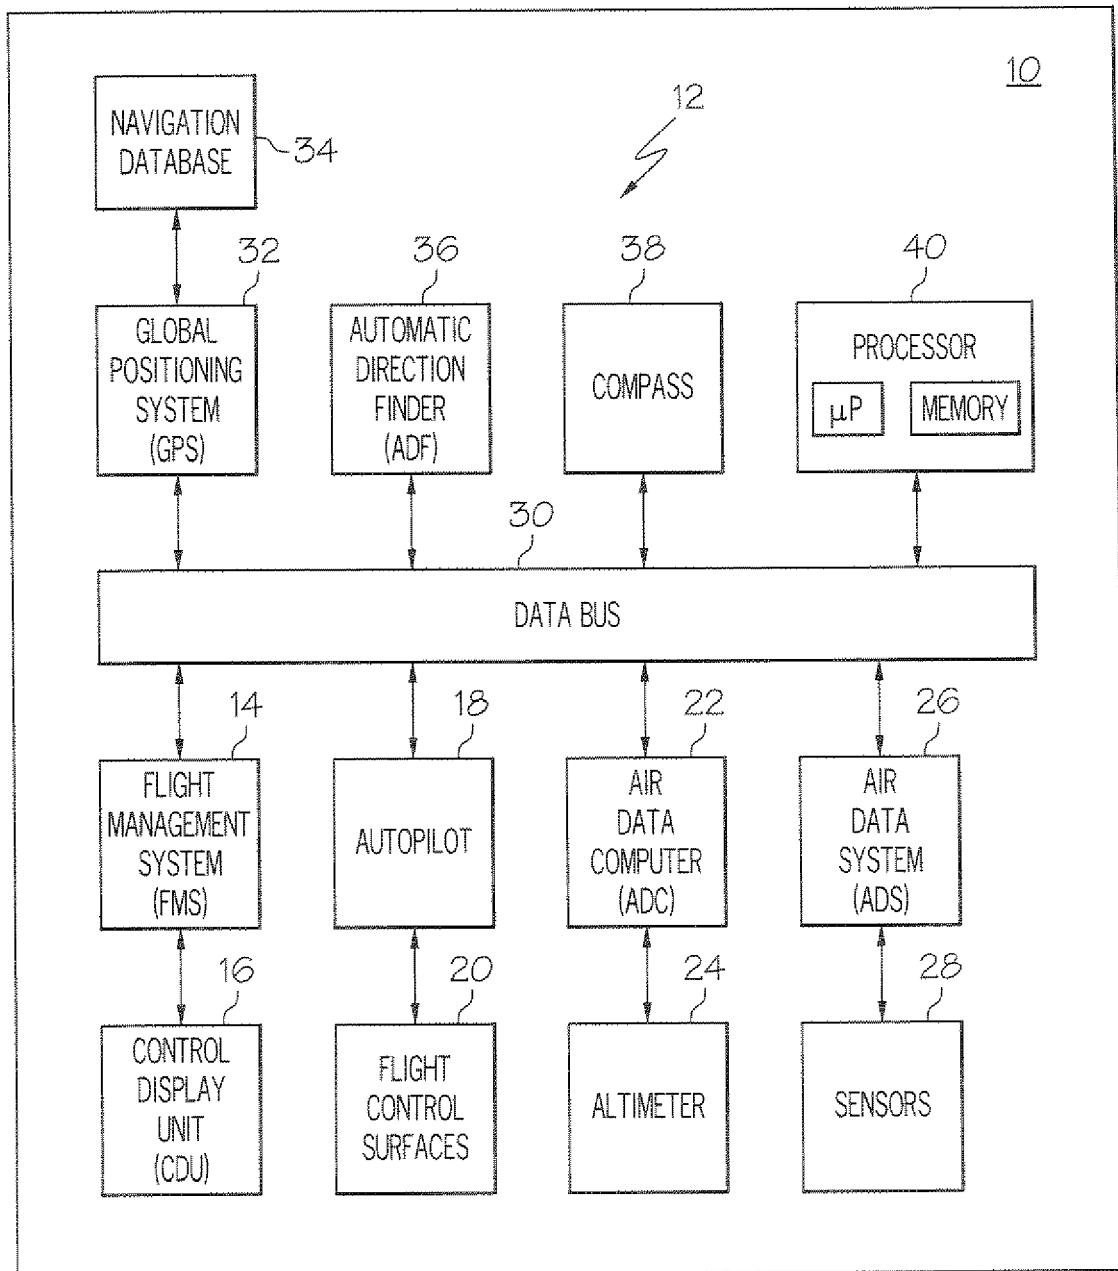 10
12
NAVIGATION
DATABASE
34
32
36
38
40
GLOBAL
POSITIONING
SYSTEM
(GPS)
AUTOMATIC
DIRECTION
FINDER
(ADF)
COMPASS
PROCESSOR
μP
MEMORY
30
DATA BUS
14
18
22
26
FLIGHT
MANAGEMENT
SYSTEM
(FMS)
AUTOPILOT
AIR
DATA
COMPUTER
(ADC)
AIR
DATA
SYSTEM
(ADS)
16
20
24
28
CONTROL
DISPLAY
UNIT
(CDU)
FLIGHT
CONTROL
SURFACES
ALTIMETER
SENSORS